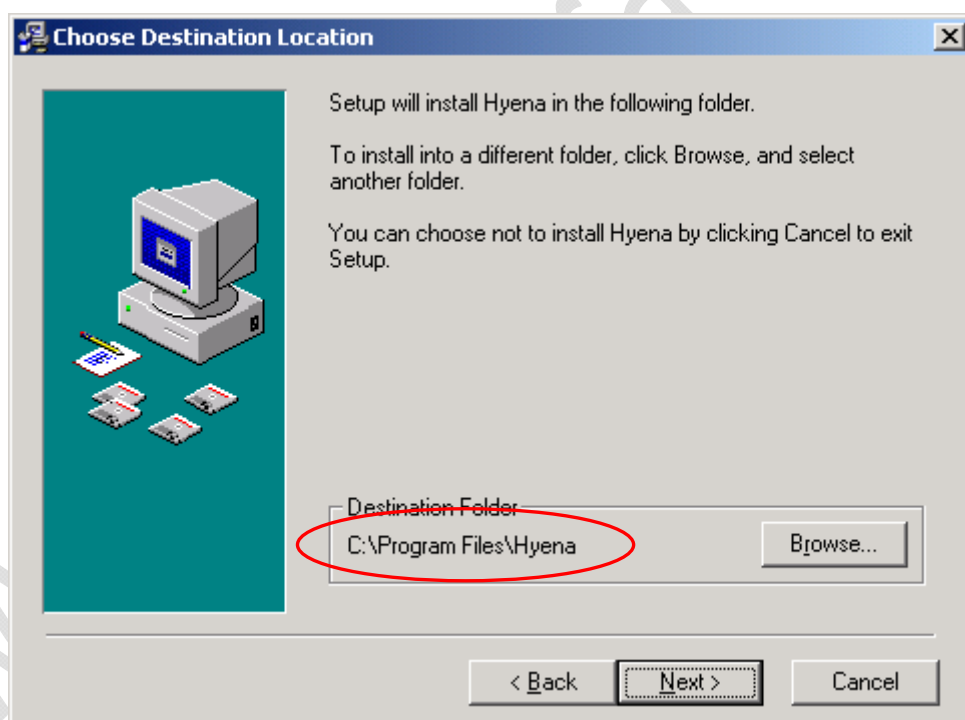 Choose Destination Location
Setup will install Hyena in the following folder.
To install into a different folder, click Browse, and select
another folder.
You can choose not to install Hyena by clicking Cancel to exit
Setup.
Destination Folder
C:\Program Files\Hyena
Browse...
< Back
Next >
Cancel